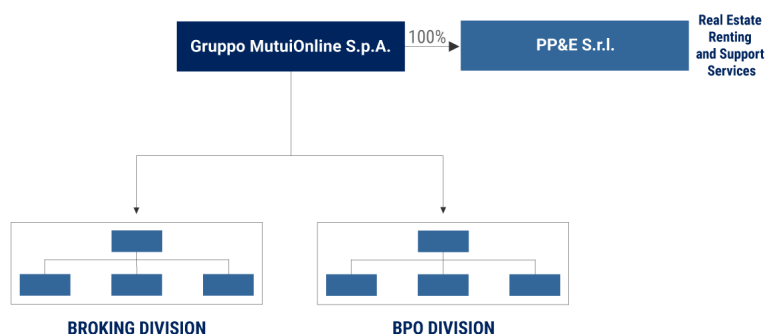 Gruppo MutuiOnline S.p.A.
100%
PP&E S.r.l.
Real Estate
Renting
and Support
Services
BROKING DIVISION
BPO DIVISION